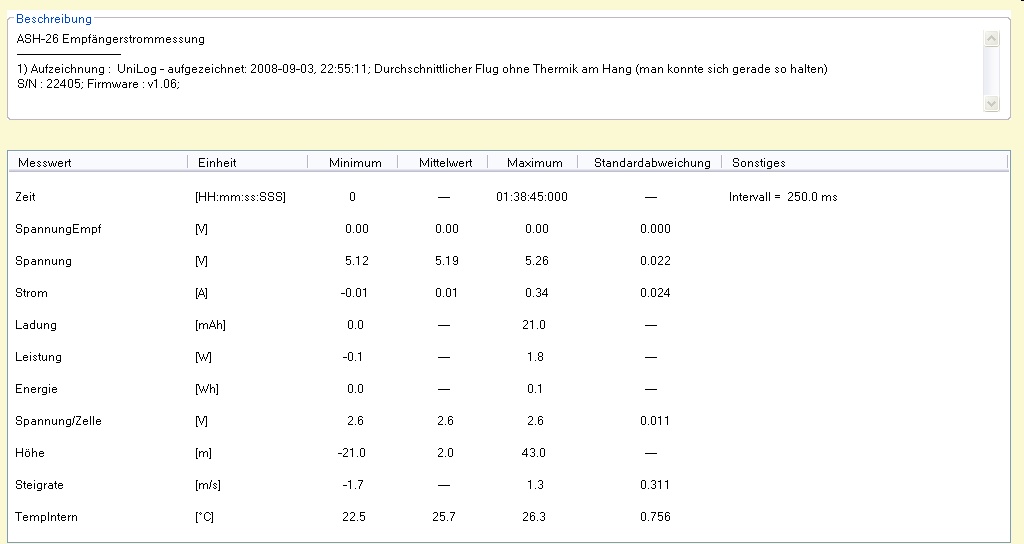 Beschreibung
ASH-26 Empfängerstrommessung
1) Aufzeichnung : UniLog - aufgezeichnet: 2008-09-03, 22:55:11; Durchschnittlicher Flug ohne Thermik am Hang (man konnte sich gerade so halten)
S/N : 22405; Firmware : v1.06;
Messwert Einheit Minimum Mittelwert Maximum Standardabweichung Sonstiges
Zeit [HH:mm:ss:SSS] 0 — 01:38:45:000 — Intervall = 250.0 ms
SpannungEmpf [V] 0.00 0.00 0.00 0.000
Spannung [V] 5.12 5.19 5.26 0.022
Strom [A] -0.01 0.01 0.34 0.024
Ladung [mAh] 0.0 — 21.0 —
Leistung [W] -0.1 — 1.8 —
Energie [Wh] 0.0 — 0.1 —
Spannung/Zelle [V] 2.6 2.6 2.6 0.011
Höhe [m] -21.0 2.0 43.0 —
Steigrate [m/s] -1.7 — 1.3 0.311
TempIntern [°C] 22.5 25.7 26.3 0.756